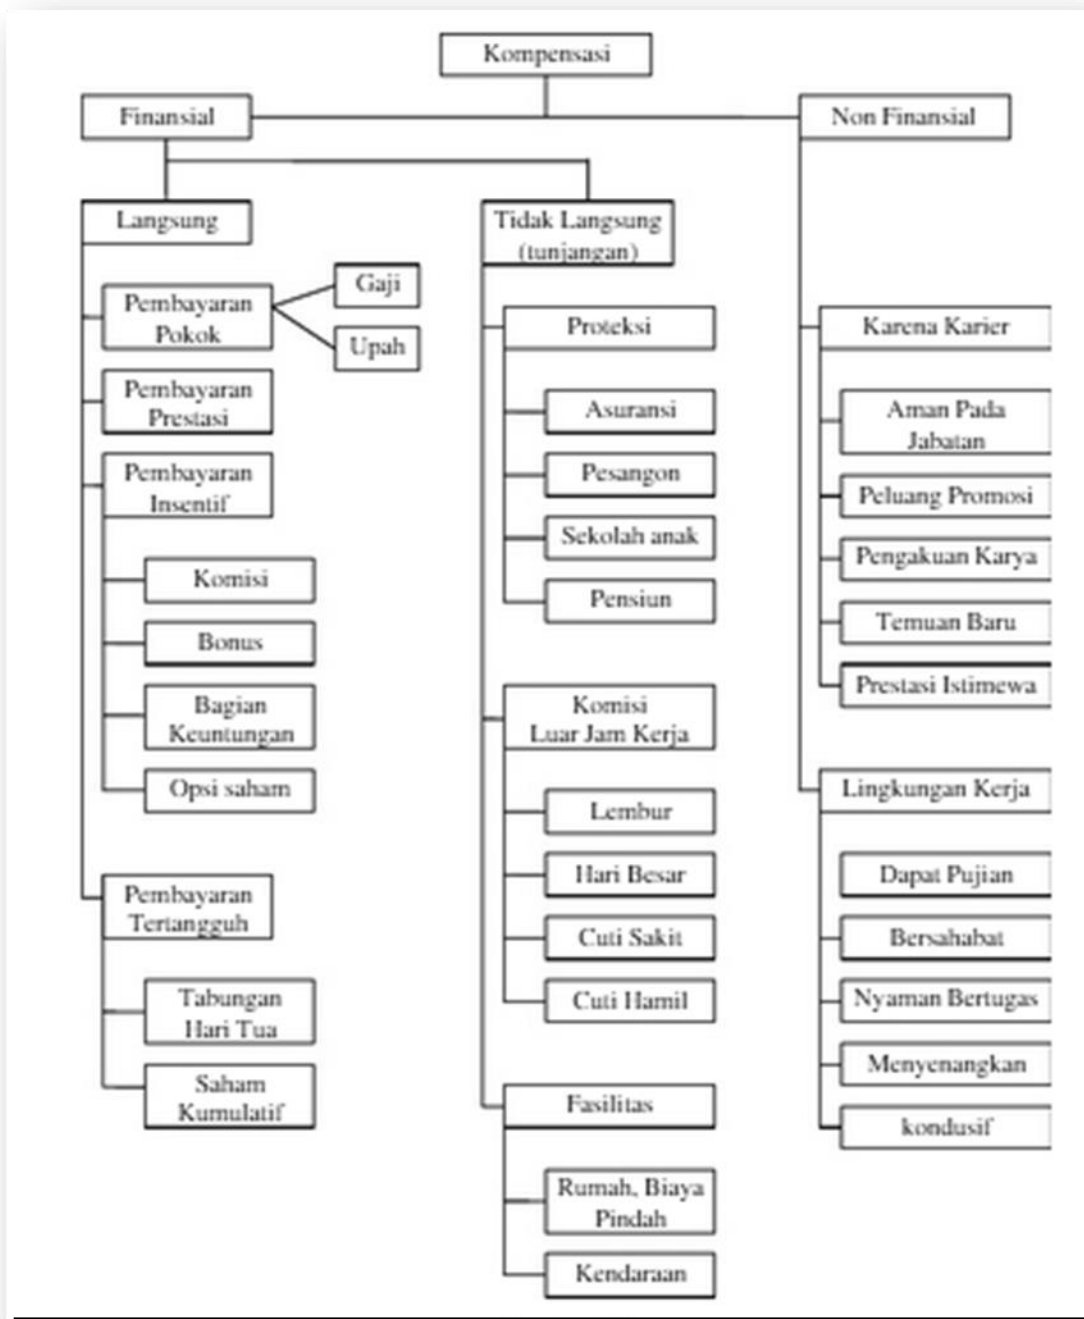 Kompensasi
Finansial
Non Finansial
Langsung
Pembayaran
Pokok
Gaji
Upah
Pembayaran
Prestasi
Pembayaran
Insentif
Komisi
Bonus
Bagian
Keuntungan
Opsi saham
Pembayaran
Tertangguh
Tabungan
Hari Tua
Saham
Kumulatif
Tidak Langsung
(tunjangan)
Proteksi
Asuransi
Pesangon
Sekolah anak
Pensiun
Komisi
Luar Jam Kerja
Lembur
Hari Besar
Cuti Sakit
Cuti Hamil
Fasilitas
Rumah, Biaya
Pindah
Kendaraan
Karena Karier
Aman Pada
Jabatan
Peluang Promosi
Pengakuan Karya
Temuan Baru
Prestasi Istimewa
Lingkungan Kerja
Dapat Pujian
Bersahabat
Nyaman Bertugas
Menyenangkan
kondusif